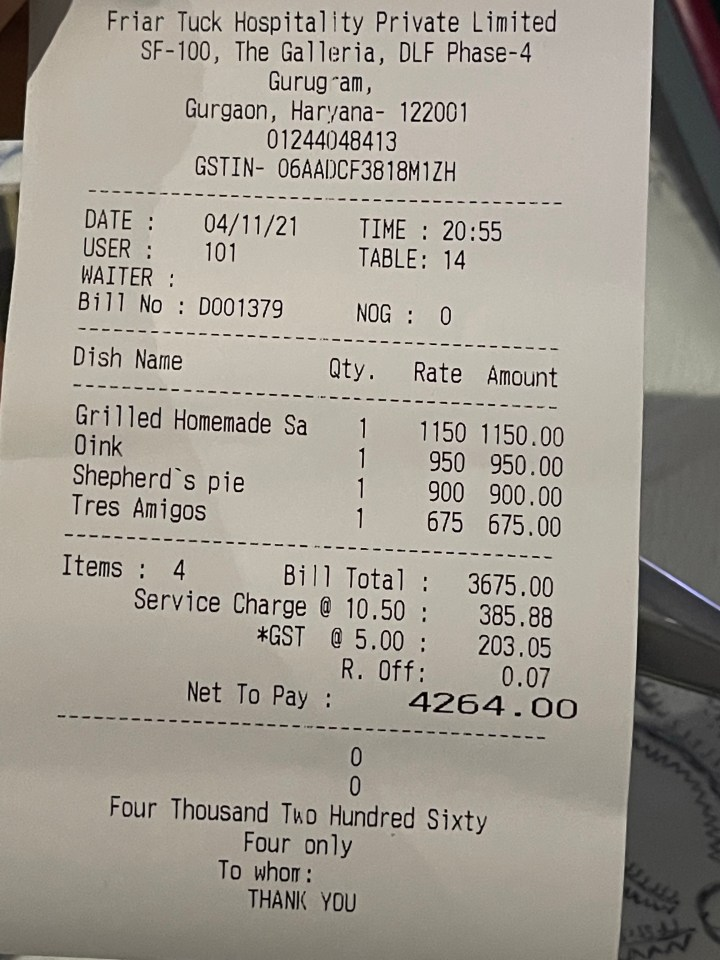 Friar Tuck Hospitality Private Limited
SF-100, The Galleria, DLF Phase-4
Gurugram,
Gurgaon, Haryana- 122001
01244048413
GSTIN- 06AADCF3818M1ZH
DATE : 04/11/21 TIME : 20:55
USER : 101 TABLE: 14
WAITER :
Bill No : D001379 NOG : 0
Dish Name Qty. Rate Amount
Grilled Homemade Sa 1 1150 1150.00
Oink 1 950 950.00
Shepherd`s pie 1 900 900.00
Tres Amigos 1 675 675.00
Items : 4 Bill Total : 3675.00
Service Charge @ 10.50 : 385.88
*GST @ 5.00 : 203.05
R. Off: 0.07
Net To Pay : 4264.00
0
0
Four Thousand Two Hundred Sixty
Four only
To whom:
THANK YOU